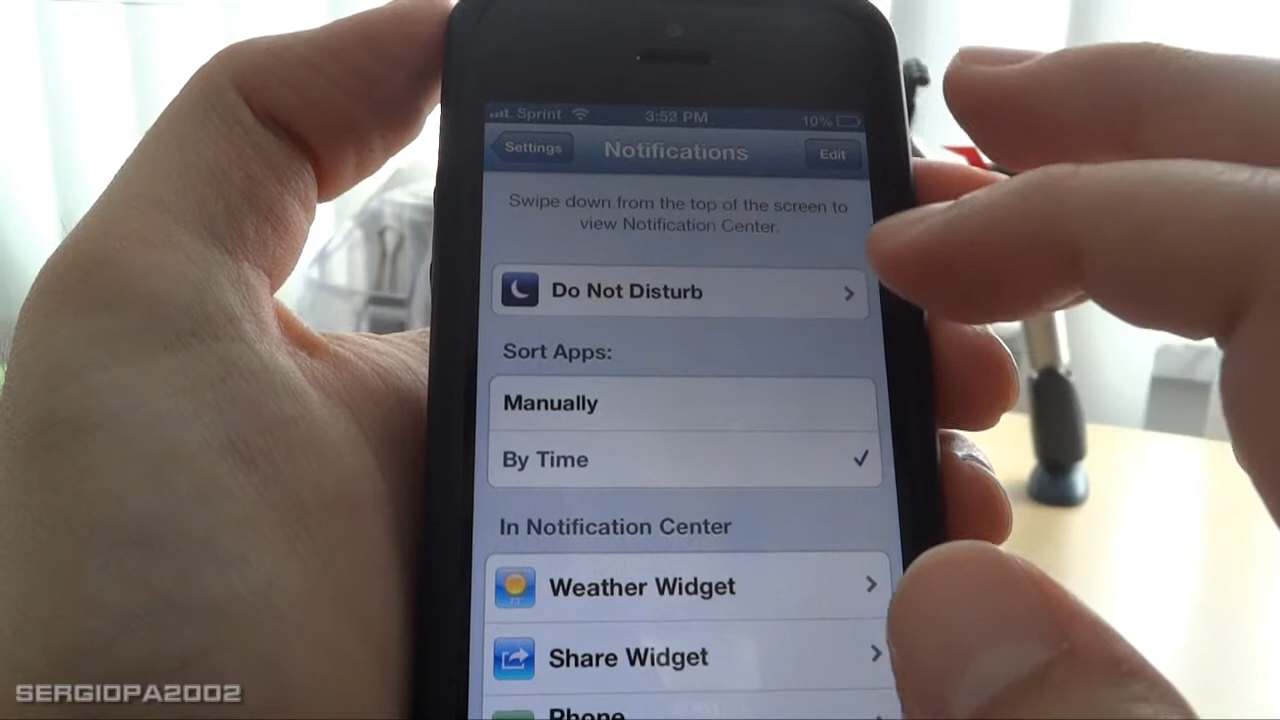 Sprint 3:52 PM 10%
Settings Notifications Edit
Swipe down from the top of the screen to
view Notification Center.
Do Not Disturb
Sort Apps:
Manually
By Time
In Notification Center
Weather Widget
Share Widget
Phone
SERGIOPA2002